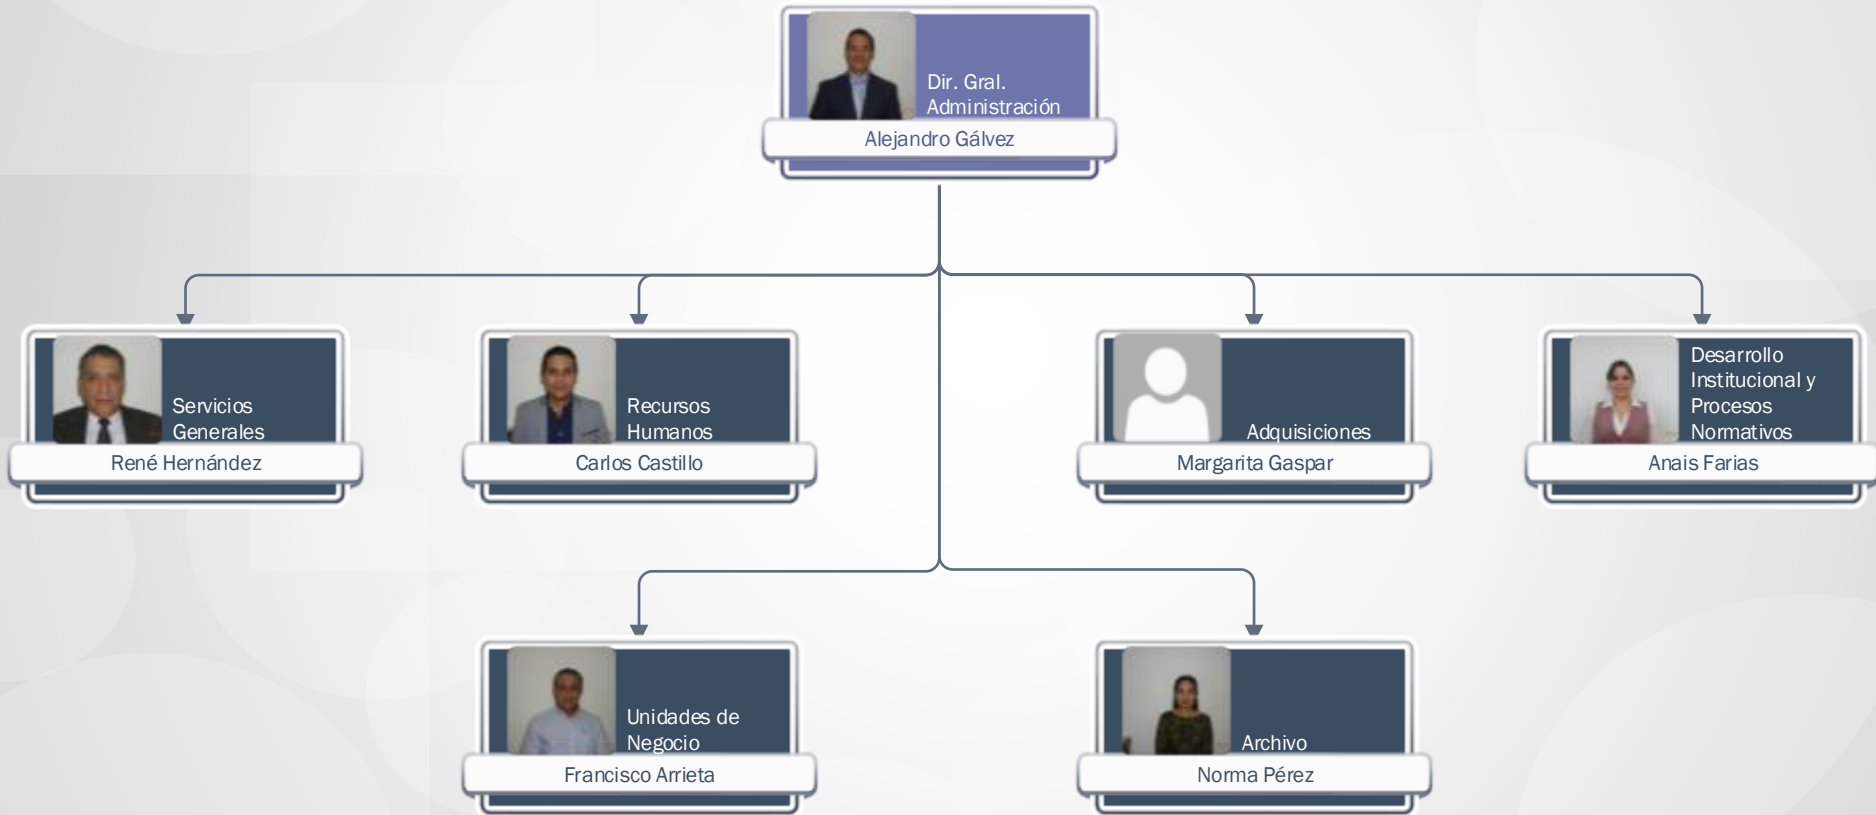 Dir. Gral.
Administración
Alejandro Gálvez
Servicios
Generales
René Hernández
Recursos
Humanos
Carlos Castillo
Adquisiciones
Margarita Gaspar
Desarrollo
Institucional y
Procesos
Normativos
Anais Farias
Unidades de
Negocio
Francisco Arrieta
Archivo
Norma Pérez